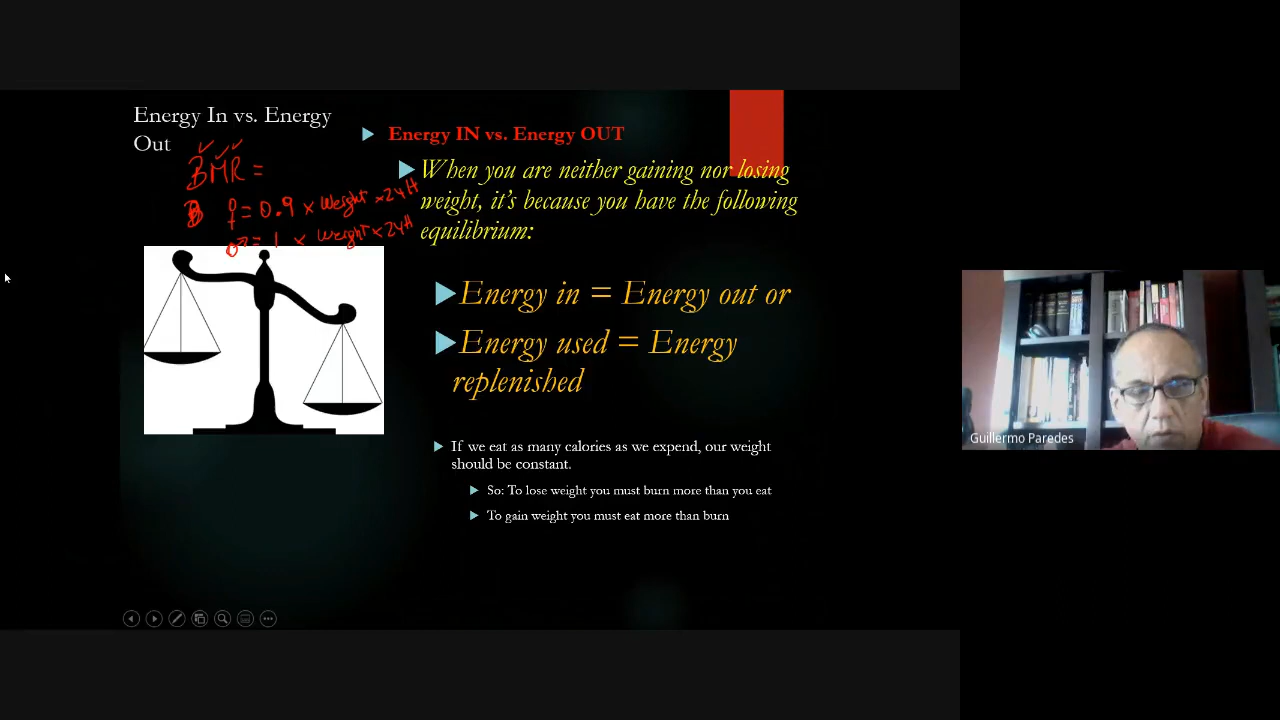 Energy In vs. Energy
Out
BMR =
♀ = 0.9 × Weight × 24H
♂ = 1 × Weight × 24H
Energy IN vs. Energy OUT
When you are neither gaining nor losing
weight, it's because you have the following
equilibrium:
Energy in = Energy out or
Energy used = Energy
replenished
If we eat as many calories as we expend, our weight
should be constant.
So: To lose weight you must burn more than you eat
To gain weight you must eat more than burn
Guillermo Paredes